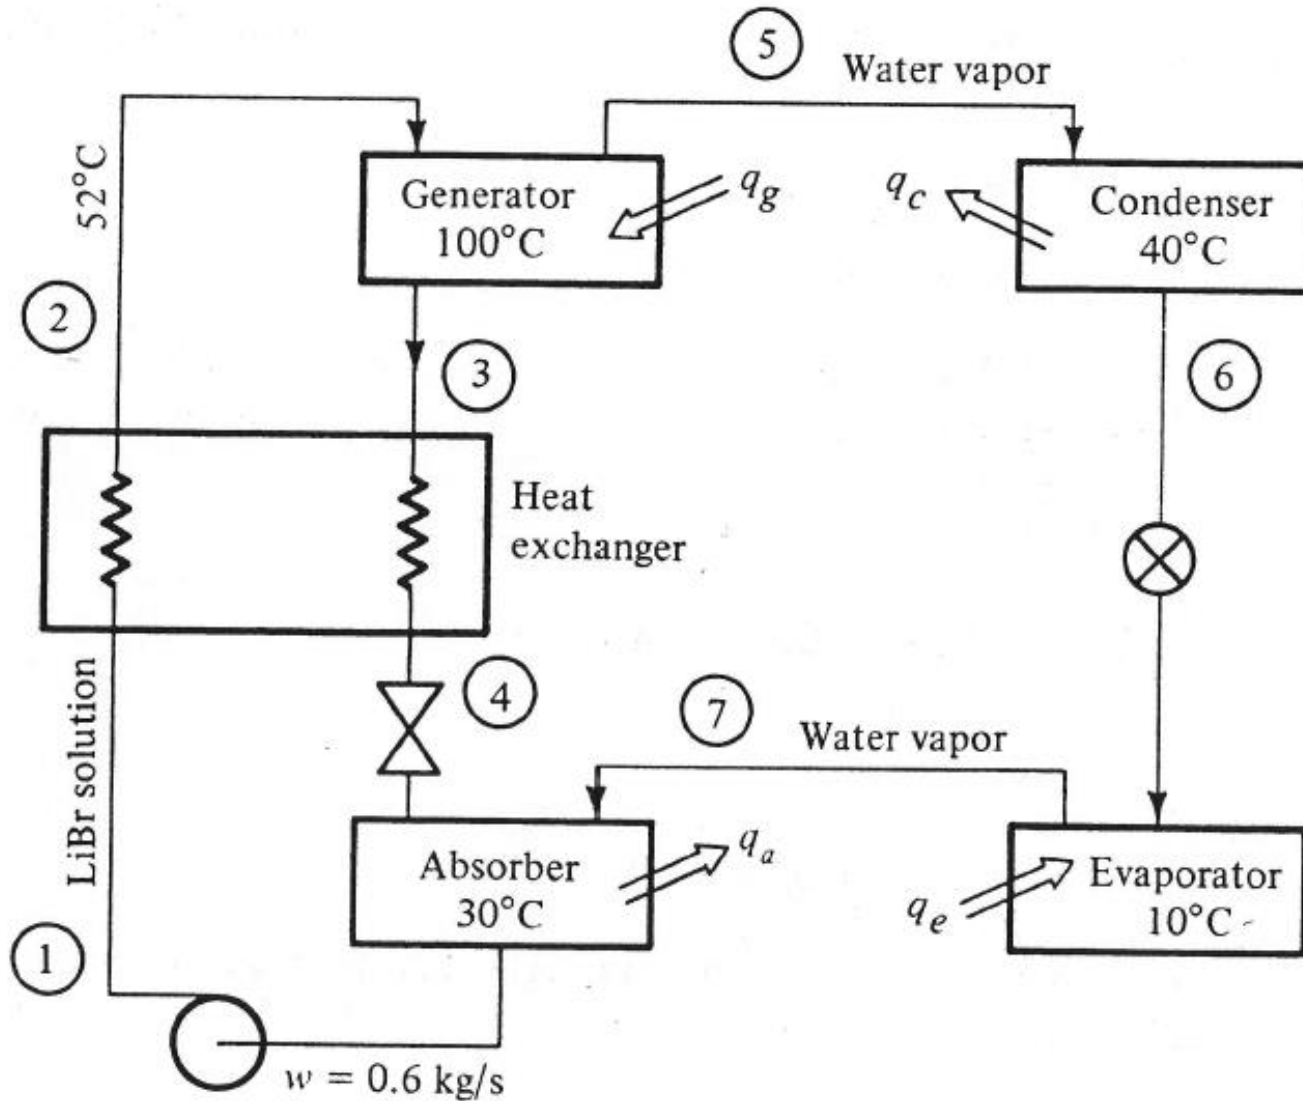 5
Water vapor
52°C
Generator
100°C
q_g
q_c
Condenser
40°C
2
3
6
Heat
exchanger
LiBr solution
4
7
Water vapor
Absorber
30°C
q_a
q_e
Evaporator
10°C
1
w = 0.6 kg/s